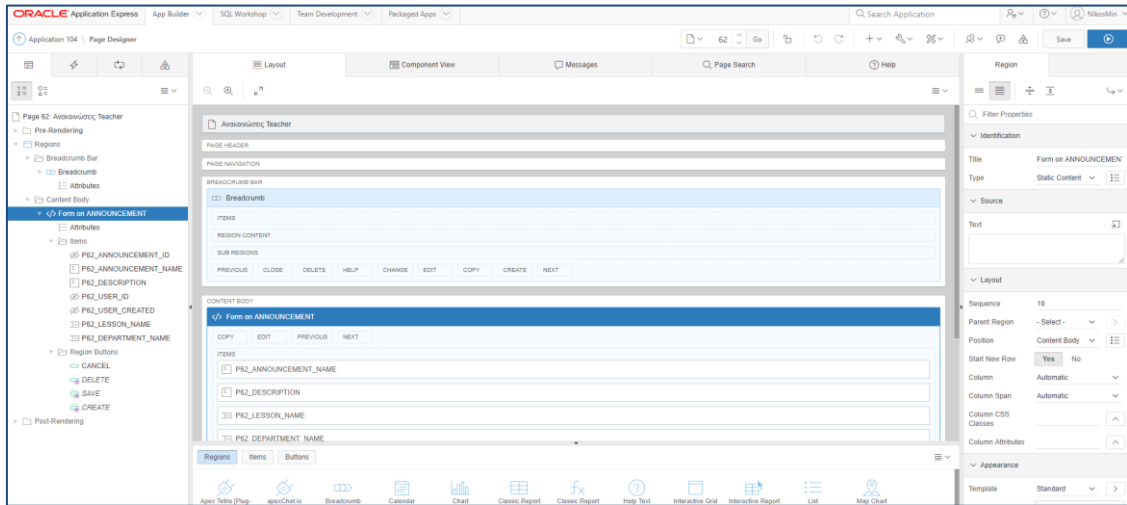 ORACLE Application Express App Builder SQL Workshop Team Development Packaged Apps Search Application NikosMin
Application 104 \ Page Designer 62 Go Save
Layout Component View Messages Page Search Help Region
Page 62: Ανακοινώσεις Teacher
Pre-Rendering
Regions
Breadcrumb Bar
Breadcrumb
Attributes
Content Body
Form on ANNOUNCEMENT
Attributes
Items
P62_ANNOUNCEMENT_ID
P62_ANNOUNCEMENT_NAME
P62_DESCRIPTION
P62_USER_ID
P62_USER_CREATED
P62_LESSON_NAME
P62_DEPARTMENT_NAME
Region Buttons
CANCEL
DELETE
SAVE
CREATE
Post-Rendering
Ανακοινώσεις Teacher
PAGE HEADER
PAGE NAVIGATION
BREADCRUMB BAR
Breadcrumb
ITEMS
REGION CONTENT
SUB REGIONS
PREVIOUS CLOSE DELETE HELP CHANGE EDIT COPY CREATE NEXT
CONTENT BODY
Form on ANNOUNCEMENT
COPY EDIT PREVIOUS NEXT
ITEMS
P62_ANNOUNCEMENT_NAME
P62_DESCRIPTION
P62_LESSON_NAME
P62_DEPARTMENT_NAME
Regions Items Buttons
Apex Tetris [Plug- apexChat.io Breadcrumb Calendar Chart Classic Report Classic Report Help Text Interactive Grid Interactive Report List Map Chart
Filter Properties
Identification
Title Form on ANNOUNCEMEN
Type Static Content
Source
Text
Layout
Sequence 10
Parent Region - Select -
Position Content Body
Start New Row Yes No
Column Automatic
Column Span Automatic
Column CSS
Classes
Column Attributes
Appearance
Template Standard